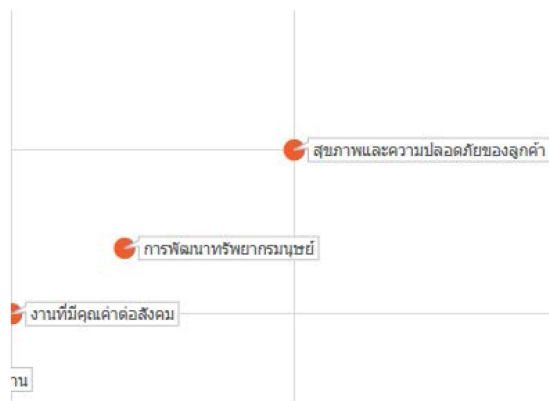 สุขภาพและความปลอดภัยของลูกค้า
การพัฒนาทรัพยากรมนุษย์
งานที่มีคุณค่าต่อสังคม